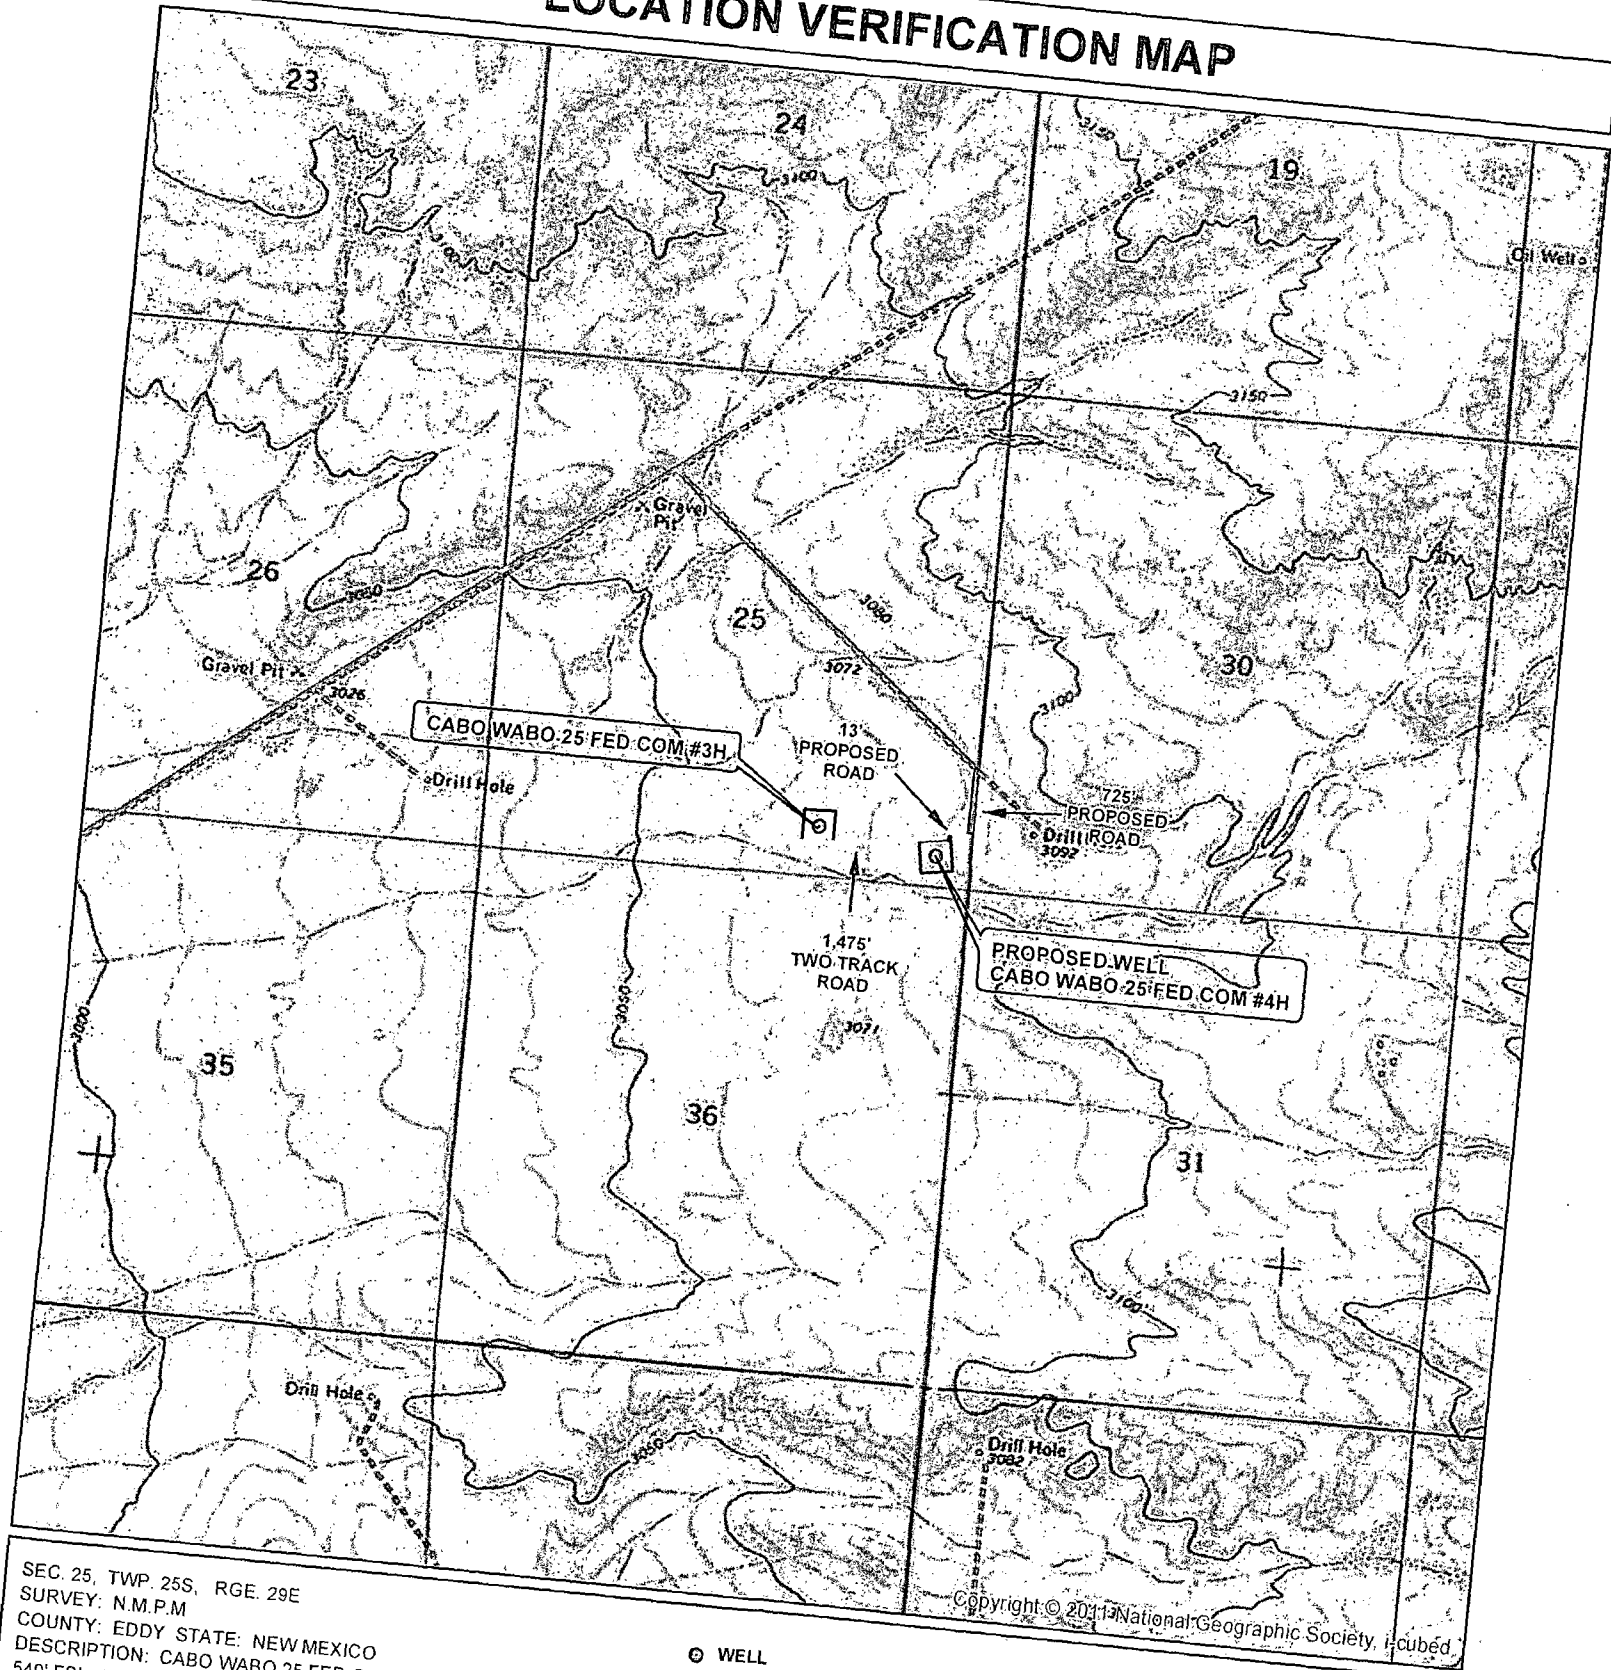 LOCATION VERIFICATION MAP
23
24
19
3150
3100
3100
Oil Well
3150
Gravel
Pit
26
3050
25
3080
3072
30
Gravel Pit
3026
3100
CABO WABO 25 FED COM #3H
13'
PROPOSED
ROAD
Drill Hole
725'
PROPOSED
ROAD
Drill
3092
1,475'
TWO TRACK
ROAD
PROPOSED WELL
CABO WABO 25 FED COM #4H
3000
3050
3071
35
36
31
3100
Drill Hole
3050
Drill Hole
3082
Copyright © 2011 National Geographic Society, i-cubed
SEC. 25, TWP. 25S, RGE. 29E
SURVEY: N.M.P.M
COUNTY: EDDY STATE: NEW MEXICO
DESCRIPTION: CABO WABO 25 FED
WELL